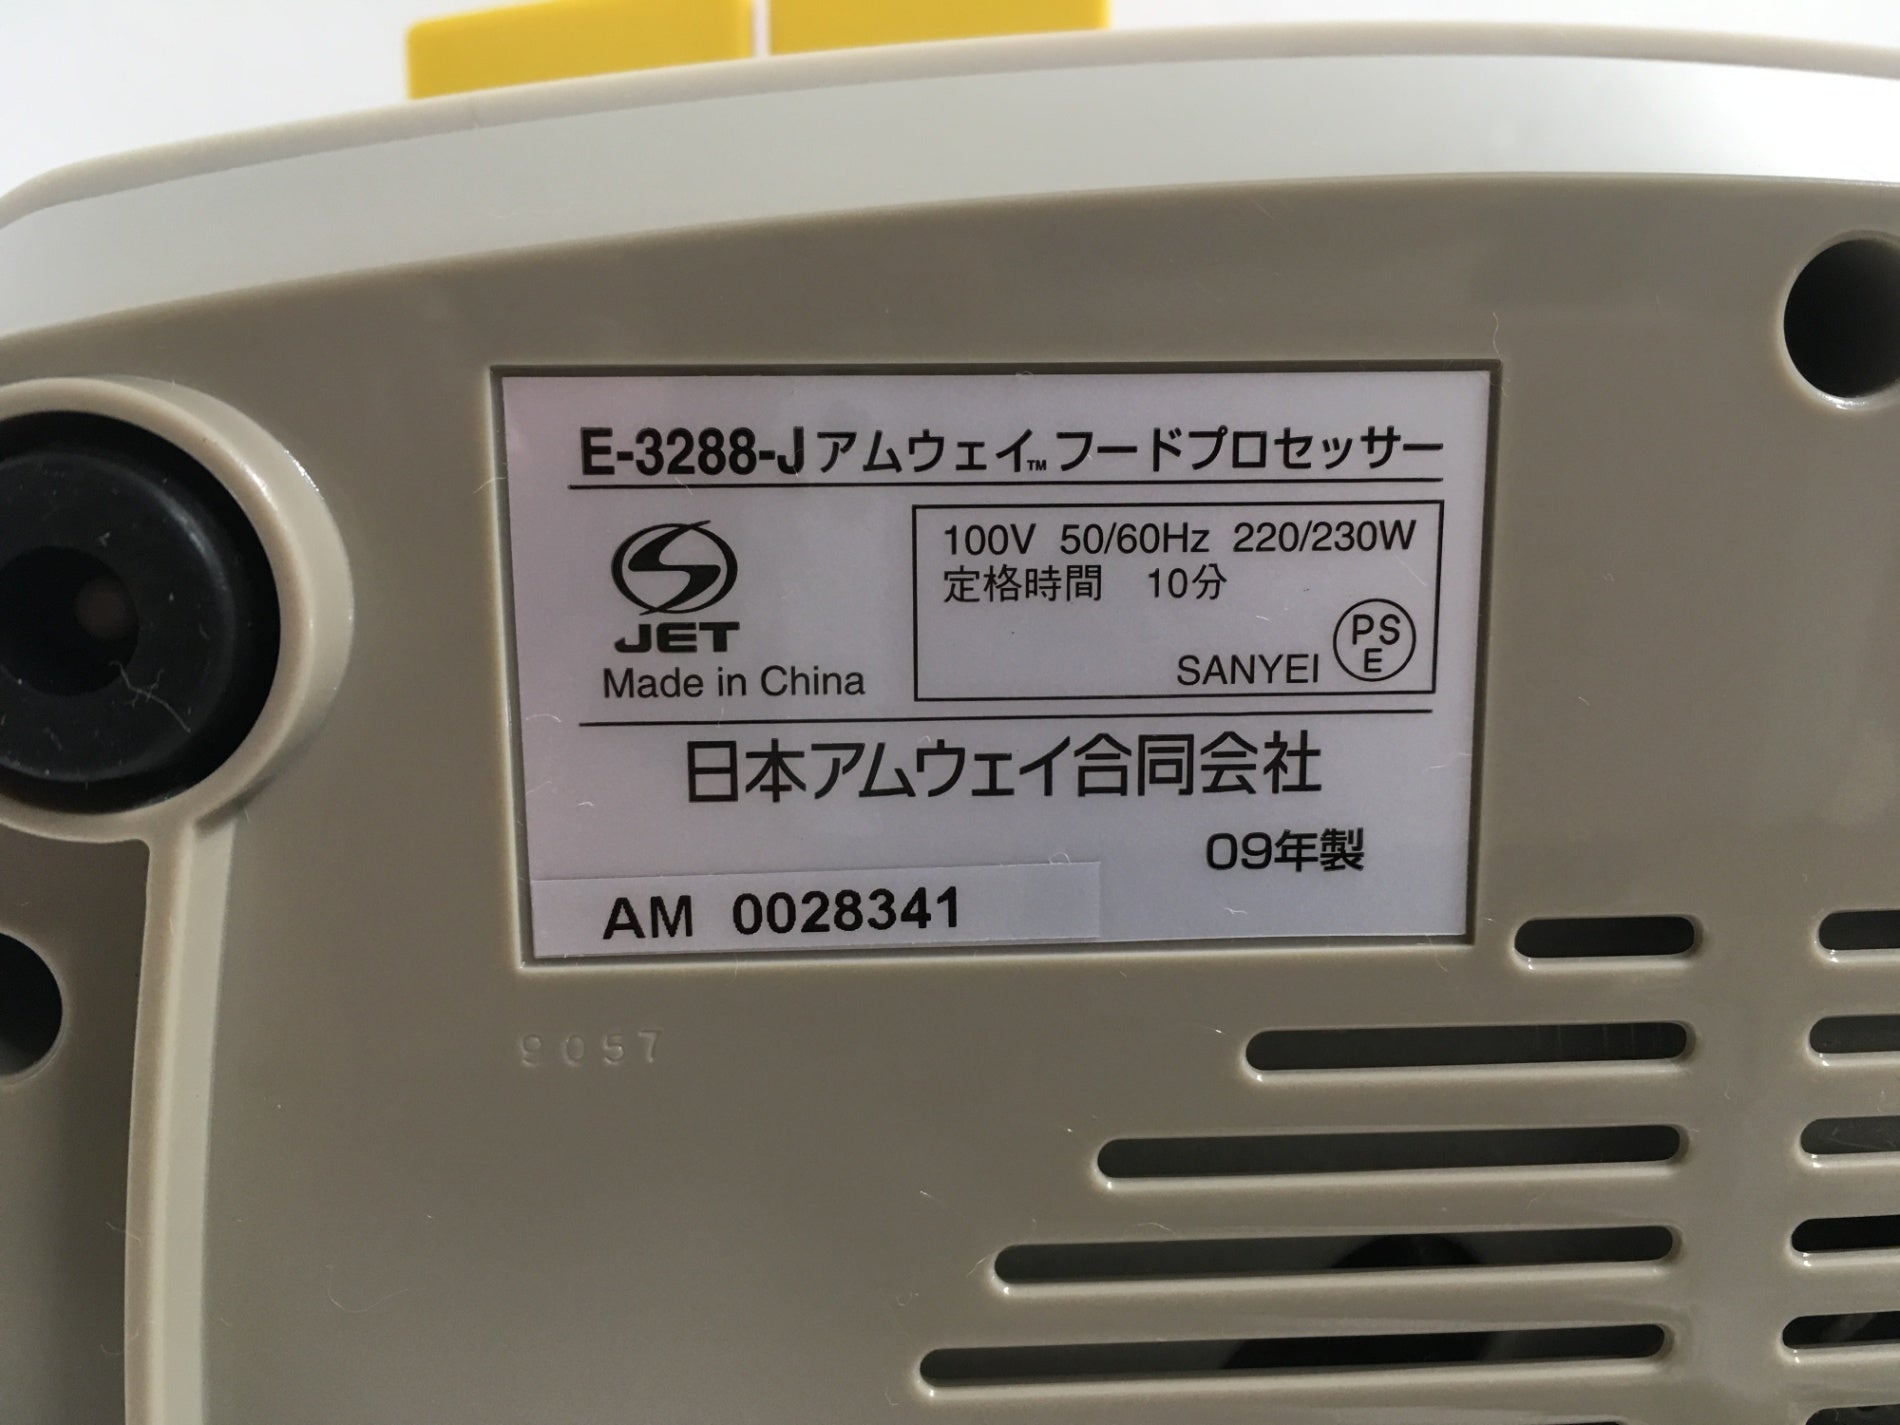 E-3288-Jアムウェイ™フードプロセッサー
JET
Made in China
100V 50/60Hz 220/230W
定格時間 10分
SANYEI
PS
E
日本アムウェイ合同会社
09年製
AM 0028341
9057